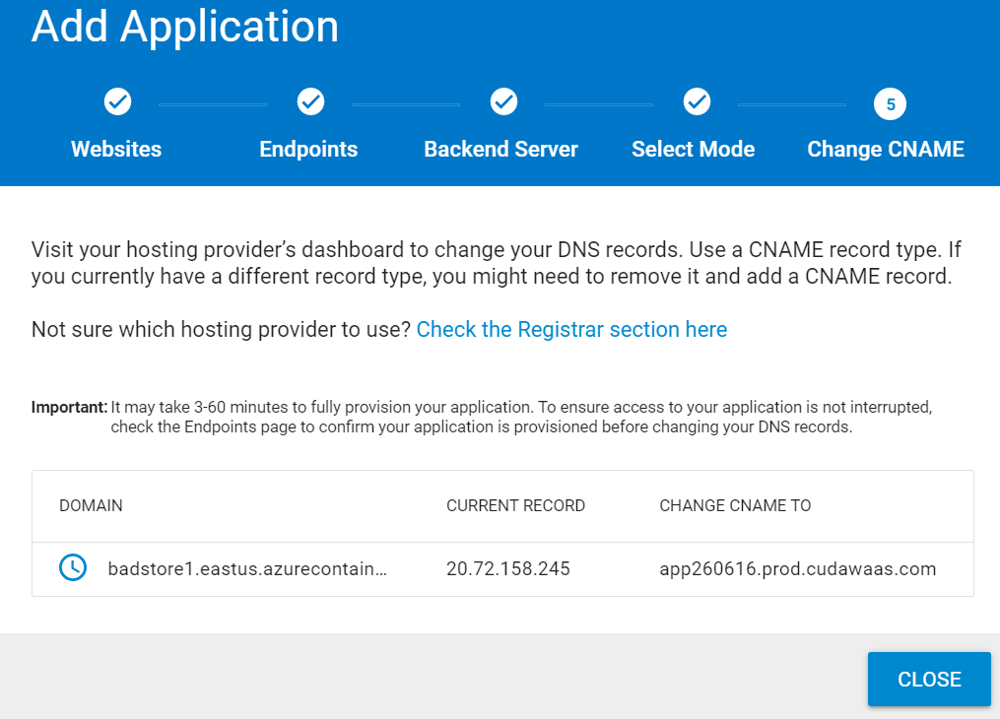 Add Application
5
Websites Endpoints Backend Server Select Mode Change CNAME
Visit your hosting provider’s dashboard to change your DNS records. Use a CNAME record type. If
you currently have a different record type, you might need to remove it and add a CNAME record.
Not sure which hosting provider to use? Check the Registrar section here
Important: It may take 3-60 minutes to fully provision your application. To ensure access to your application is not interrupted,
check the Endpoints page to confirm your application is provisioned before changing your DNS records.
DOMAIN CURRENT RECORD CHANGE CNAME TO
badstore1.eastus.azurecontain... 20.72.158.245 app260616.prod.cudawaas.com
CLOSE